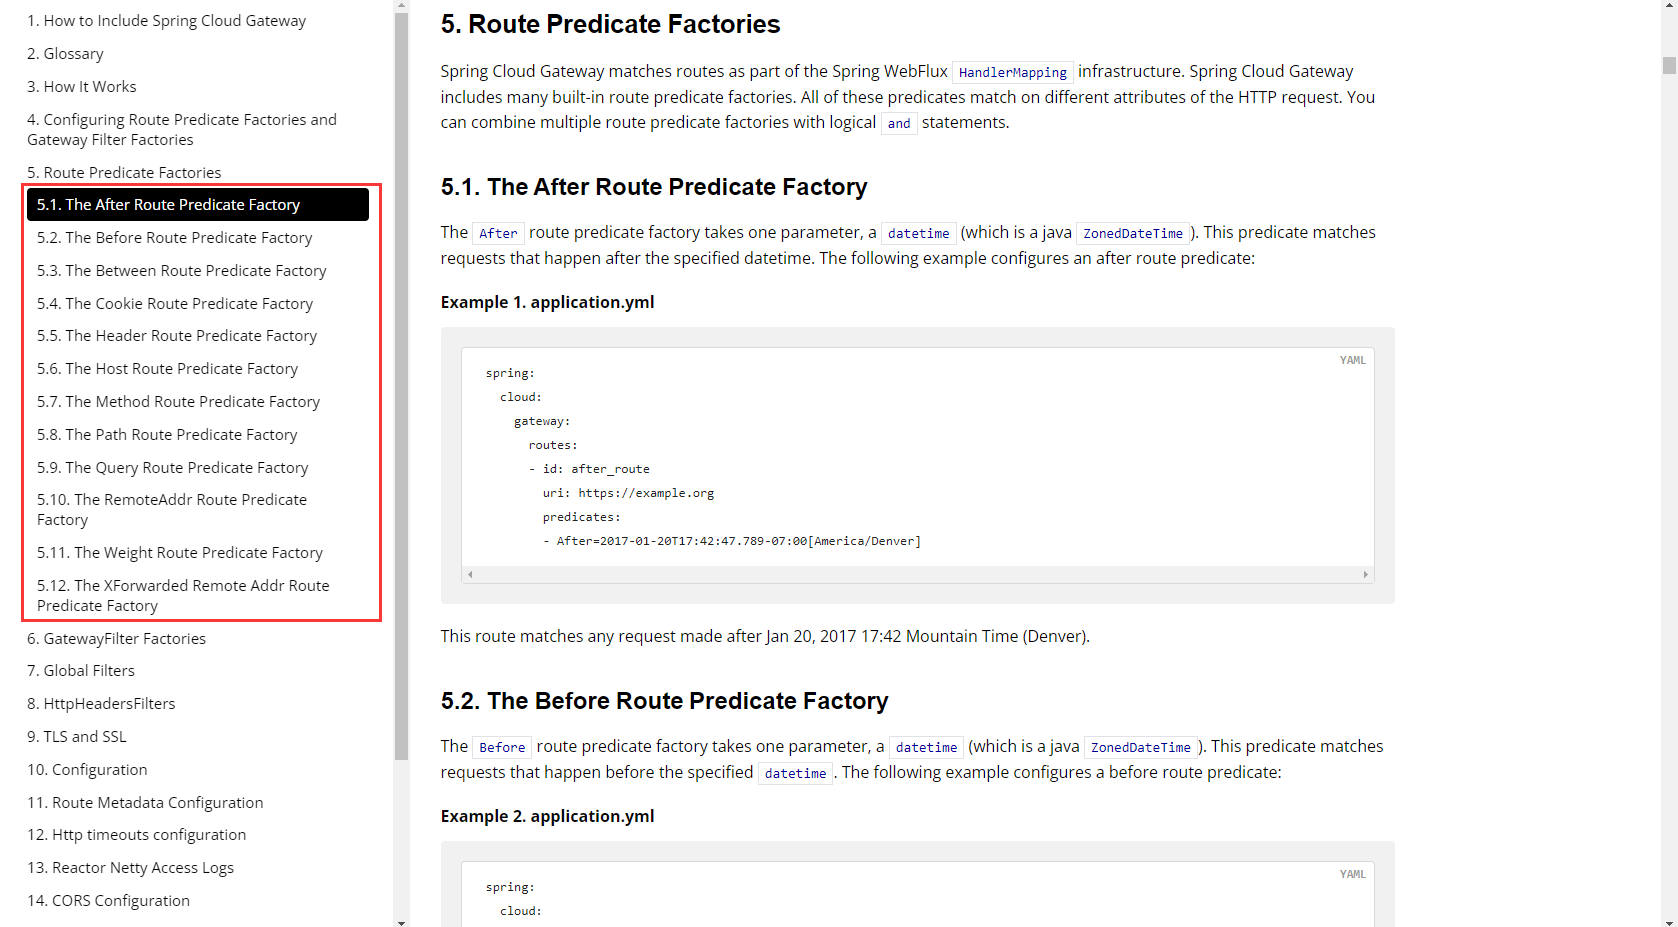 1. How to Include Spring Cloud Gateway
2. Glossary
3. How It Works
4. Configuring Route Predicate Factories and
Gateway Filter Factories
5. Route Predicate Factories
5.1. The After Route Predicate Factory
5.2. The Before Route Predicate Factory
5.3. The Between Route Predicate Factory
5.4. The Cookie Route Predicate Factory
5.5. The Header Route Predicate Factory
5.6. The Host Route Predicate Factory
5.7. The Method Route Predicate Factory
5.8. The Path Route Predicate Factory
5.9. The Query Route Predicate Factory
5.10. The RemoteAddr Route Predicate
Factory
5.11. The Weight Route Predicate Factory
5.12. The XForwarded Remote Addr Route
Predicate Factory
6. GatewayFilter Factories
7. Global Filters
8. HttpHeadersFilters
9. TLS and SSL
10. Configuration
11. Route Metadata Configuration
12. Http timeouts configuration
13. Reactor Netty Access Logs
14. CORS Configuration
5. Route Predicate Factories
Spring Cloud Gateway matches routes as part of the Spring WebFlux HandlerMapping infrastructure. Spring Cloud Gateway
includes many built-in route predicate factories. All of these predicates match on different attributes of the HTTP request. You
can combine multiple route predicate factories with logical and statements.
5.1. The After Route Predicate Factory
The After route predicate factory takes one parameter, a datetime (which is a java ZonedDateTime). This predicate matches
requests that happen after the specified datetime. The following example configures an after route predicate:
Example 1. application.yml
YAML
spring:
  cloud:
    gateway:
      routes:
      - id: after_route
        uri: https://example.org
        predicates:
        - After=2017-01-20T17:42:47.789-07:00[America/Denver]
This route matches any request made after Jan 20, 2017 17:42 Mountain Time (Denver).
5.2. The Before Route Predicate Factory
The Before route predicate factory takes one parameter, a datetime (which is a java ZonedDateTime). This predicate matches
requests that happen before the specified datetime. The following example configures a before route predicate:
Example 2. application.yml
YAML
spring:
  cloud: